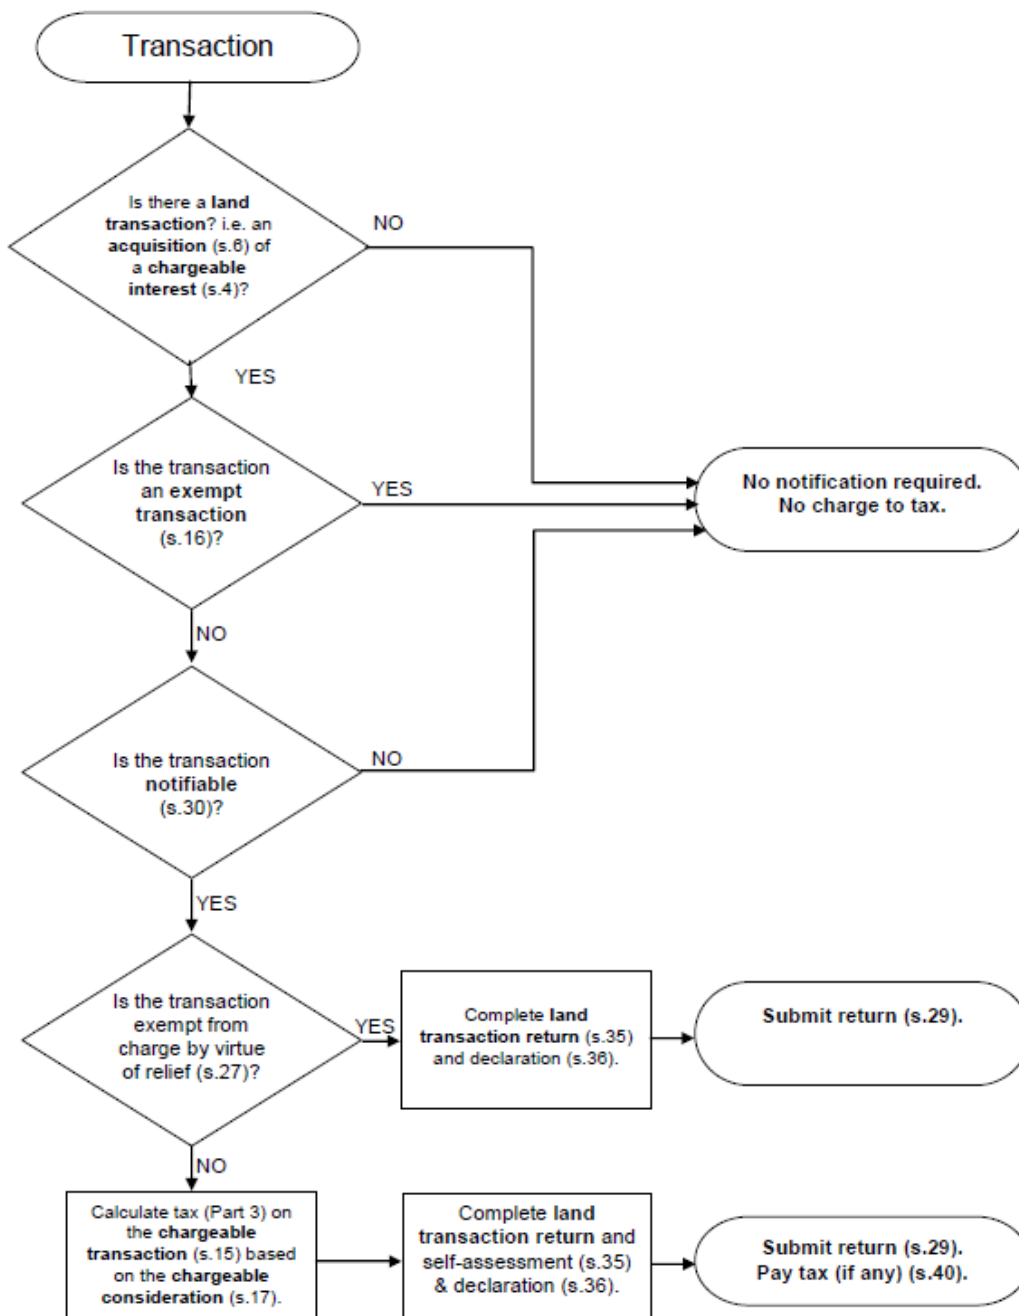 Transaction
Is there a land
transaction? i.e. an
acquisition (s.6) of
a chargeable
interest (s.4)?
NO
YES
Is the transaction
an exempt
transaction
(s.16)?
YES
No notification required.
No charge to tax.
NO
Is the transaction
notifiable
(s.30)?
NO
YES
Is the transaction
exempt from
charge by virtue
of relief (s.27)?
YES
Complete land
transaction return (s.35)
and declaration (s.36).
Submit return (s.29).
NO
Calculate tax (Part 3) on
the chargeable
transaction (s.15) based
on the chargeable
consideration (s.17).
Complete land
transaction return and
self-assessment (s.35)
& declaration (s.36).
Submit return (s.29).
Pay tax (if any) (s.40).